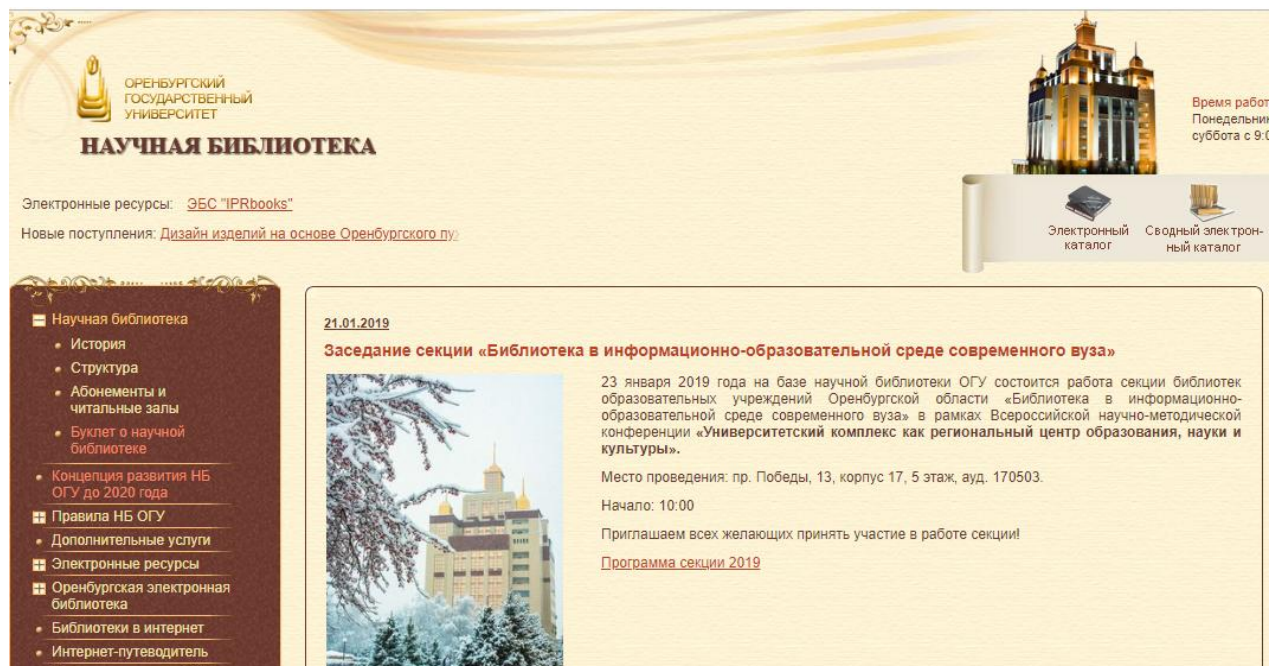 ОРЕНБУРГСКИЙ
ГОСУДАРСТВЕННЫЙ
УНИВЕРСИТЕТ
НАУЧНАЯ БИБЛИОТЕКА
Время работ
Понедельник
суббота с 9:0
Электронные ресурсы: ЭБС "IPRbooks"
Новые поступления: Дизайн изделий на основе Оренбургского пу
Электронный
каталог
Сводный электрон-
ный каталог
Научная библиотека
История
Структура
Абонементы и
читальные залы
Буклет о научной
библиотеке
Концепция развития НБ
ОГУ до 2020 года
Правила НБ ОГУ
Дополнительные услуги
Электронные ресурсы
Оренбургская электронная
библиотека
Библиотеки в интернет
Интернет-путеводитель
21.01.2019
Заседание секции «Библиотека в информационно-образовательной среде современного вуза»
23 января 2019 года на базе научной библиотеки ОГУ состоится работа секции библиотек
образовательных учреждений Оренбургской области «Библиотека в информационно-
образовательной среде современного вуза» в рамках Всероссийской научно-методической
конференции «Университетский комплекс как региональный центр образования, науки и
культуры».
Место проведения: пр. Победы, 13, корпус 17, 5 этаж, ауд. 170503.
Начало: 10:00
Приглашаем всех желающих принять участие в работе секции!
Программа секции 2019